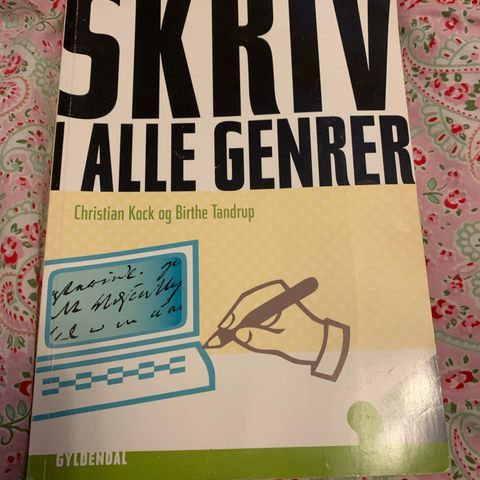 SKRIV
I ALLE GENRER
Christian Kock og Birthe Tandrup
GYLDENDAL